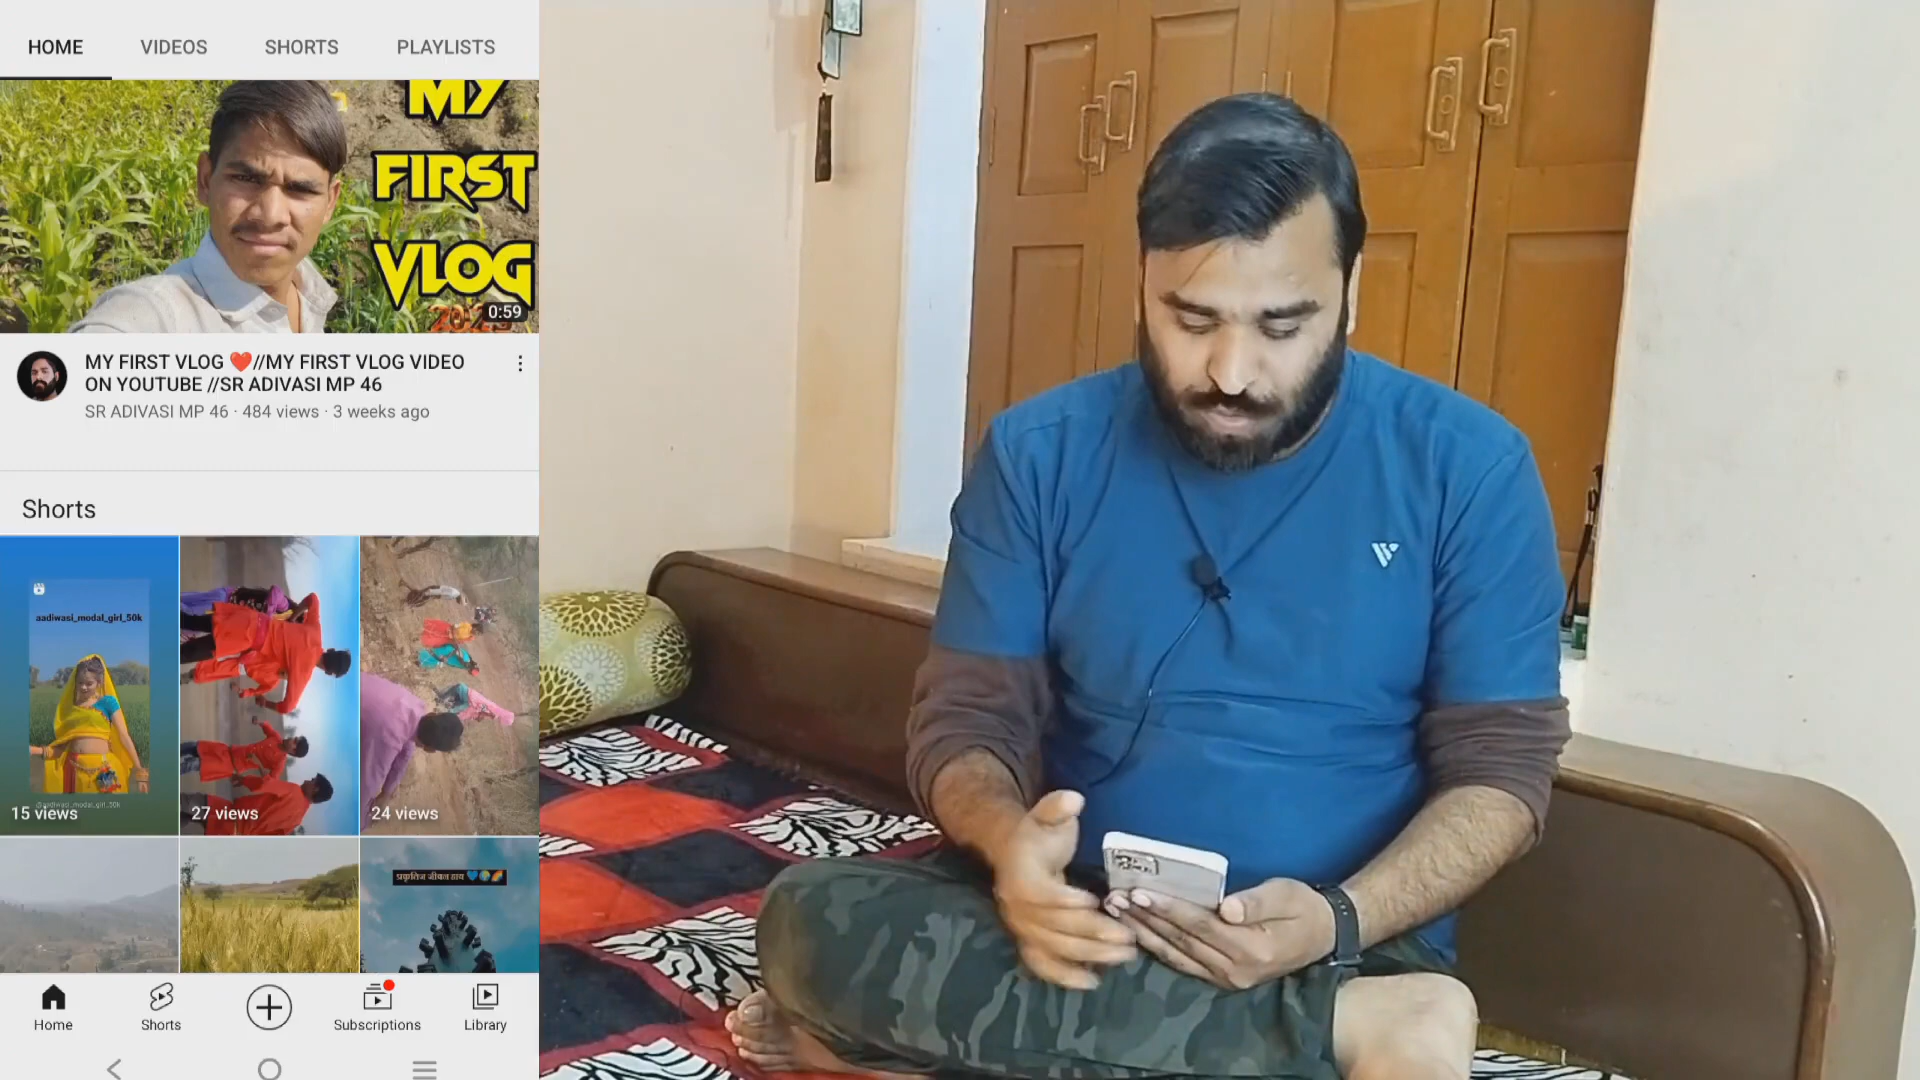 HOME VIDEOS SHORTS PLAYLISTS
MY
FIRST
VLOG
0:59
MY FIRST VLOG ❤️//MY FIRST VLOG VIDEO
ON YOUTUBE //SR ADIVASI MP 46
SR ADIVASI MP 46 · 484 views · 3 weeks ago
Shorts
aadiwasi_modal_girl_50k
@aadiwasi_modal_girl_50k
15 views 27 views 24 views
Home Shorts Subscriptions Library